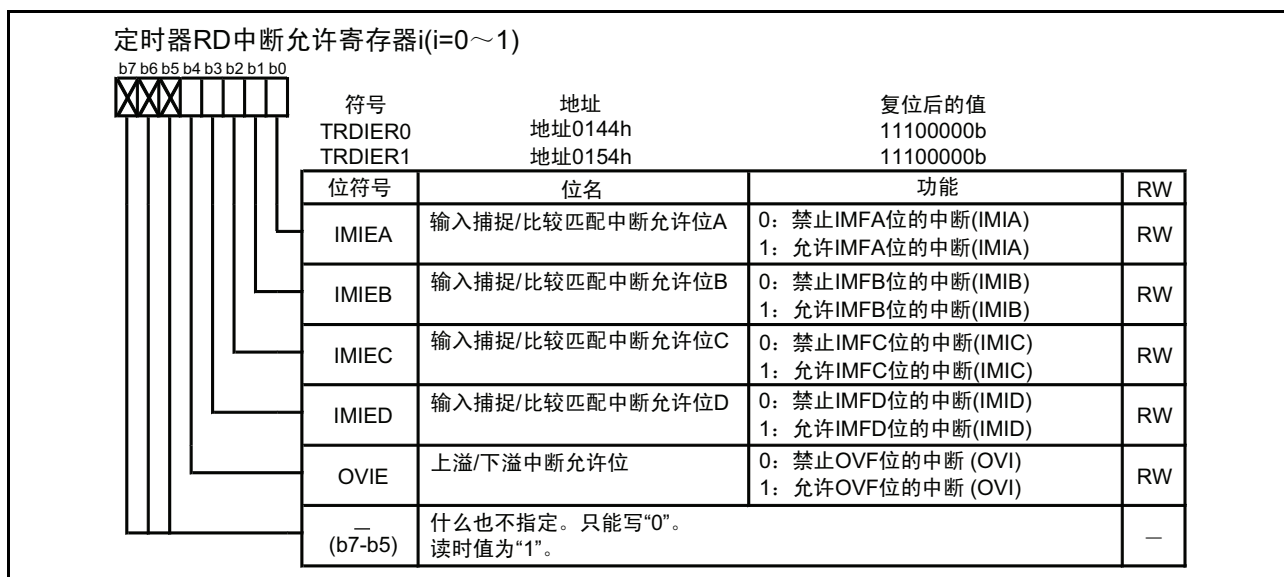 定时器RD中断允许寄存器i(i=0～1)
b7 b6 b5 b4 b3 b2 b1 b0
符号 地址 复位后的值
TRDIER0 地址0144h 11100000b
TRDIER1 地址0154h 11100000b
位符号 位名 功能 RW
IMIEA 输入捕捉/比较匹配中断允许位A 0：禁止IMFA位的中断(IMIA) RW
1：允许IMFA位的中断(IMIA)
IMIEB 输入捕捉/比较匹配中断允许位B 0：禁止IMFB位的中断(IMIB) RW
1：允许IMFB位的中断(IMIB)
IMIEC 输入捕捉/比较匹配中断允许位C 0：禁止IMFC位的中断(IMIC) RW
1：允许IMFC位的中断(IMIC)
IMIED 输入捕捉/比较匹配中断允许位D 0：禁止IMFD位的中断(IMID) RW
1：允许IMFD位的中断(IMID)
OVIE 上溢/下溢中断允许位 0：禁止OVF位的中断 (OVI) RW
1：允许OVF位的中断 (OVI)
— 什么也不指定。只能写“0”。 —
(b7-b5) 读时值为“1”。